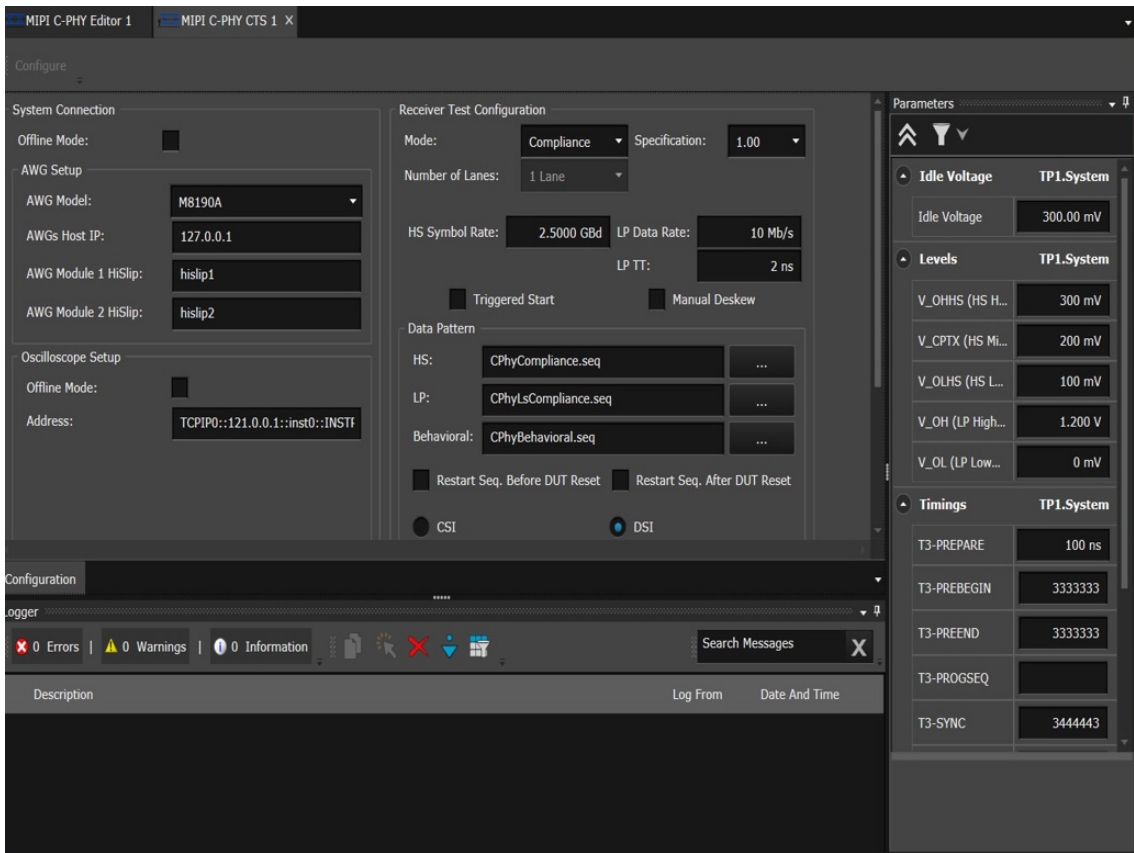 MIPI C-PHY Editor 1
MIPI C-PHY CTS 1 X
Configure
System Connection
Offline Mode:
AWG Setup
AWG Model: M8190A
AWGs Host IP: 127.0.0.1
AWG Module 1 HiSlip: hislip1
AWG Module 2 HiSlip: hislip2
Oscilloscope Setup
Offline Mode:
Address: TCPIP0::121.0.0.1::inst0::INSTF
Receiver Test Configuration
Mode: Compliance Specification: 1.00
Number of Lanes: 1 Lane
HS Symbol Rate: 2.5000 GBd LP Data Rate: 10 Mb/s
LP TT: 2 ns
Triggered Start Manual Deskew
Data Pattern
HS: CPhyCompliance.seq ...
LP: CPhyLsCompliance.seq ...
Behavioral: CPhyBehavioral.seq ...
Restart Seq. Before DUT Reset Restart Seq. After DUT Reset
CSI DSI
Parameters
Idle Voltage TP1.System
Idle Voltage 300.00 mV
Levels TP1.System
V_OHHS (HS H... 300 mV
V_CPTX (HS Mi... 200 mV
V_OLHS (HS L... 100 mV
V_OH (LP High... 1.200 V
V_OL (LP Low... 0 mV
Timings TP1.System
T3-PREPARE 100 ns
T3-PREBEGIN 3333333
T3-PREEND 3333333
T3-PROGSEQ
T3-SYNC 3444443
Configuration
Logger
0 Errors | 0 Warnings | 0 Information Search Messages X
Description Log From Date And Time